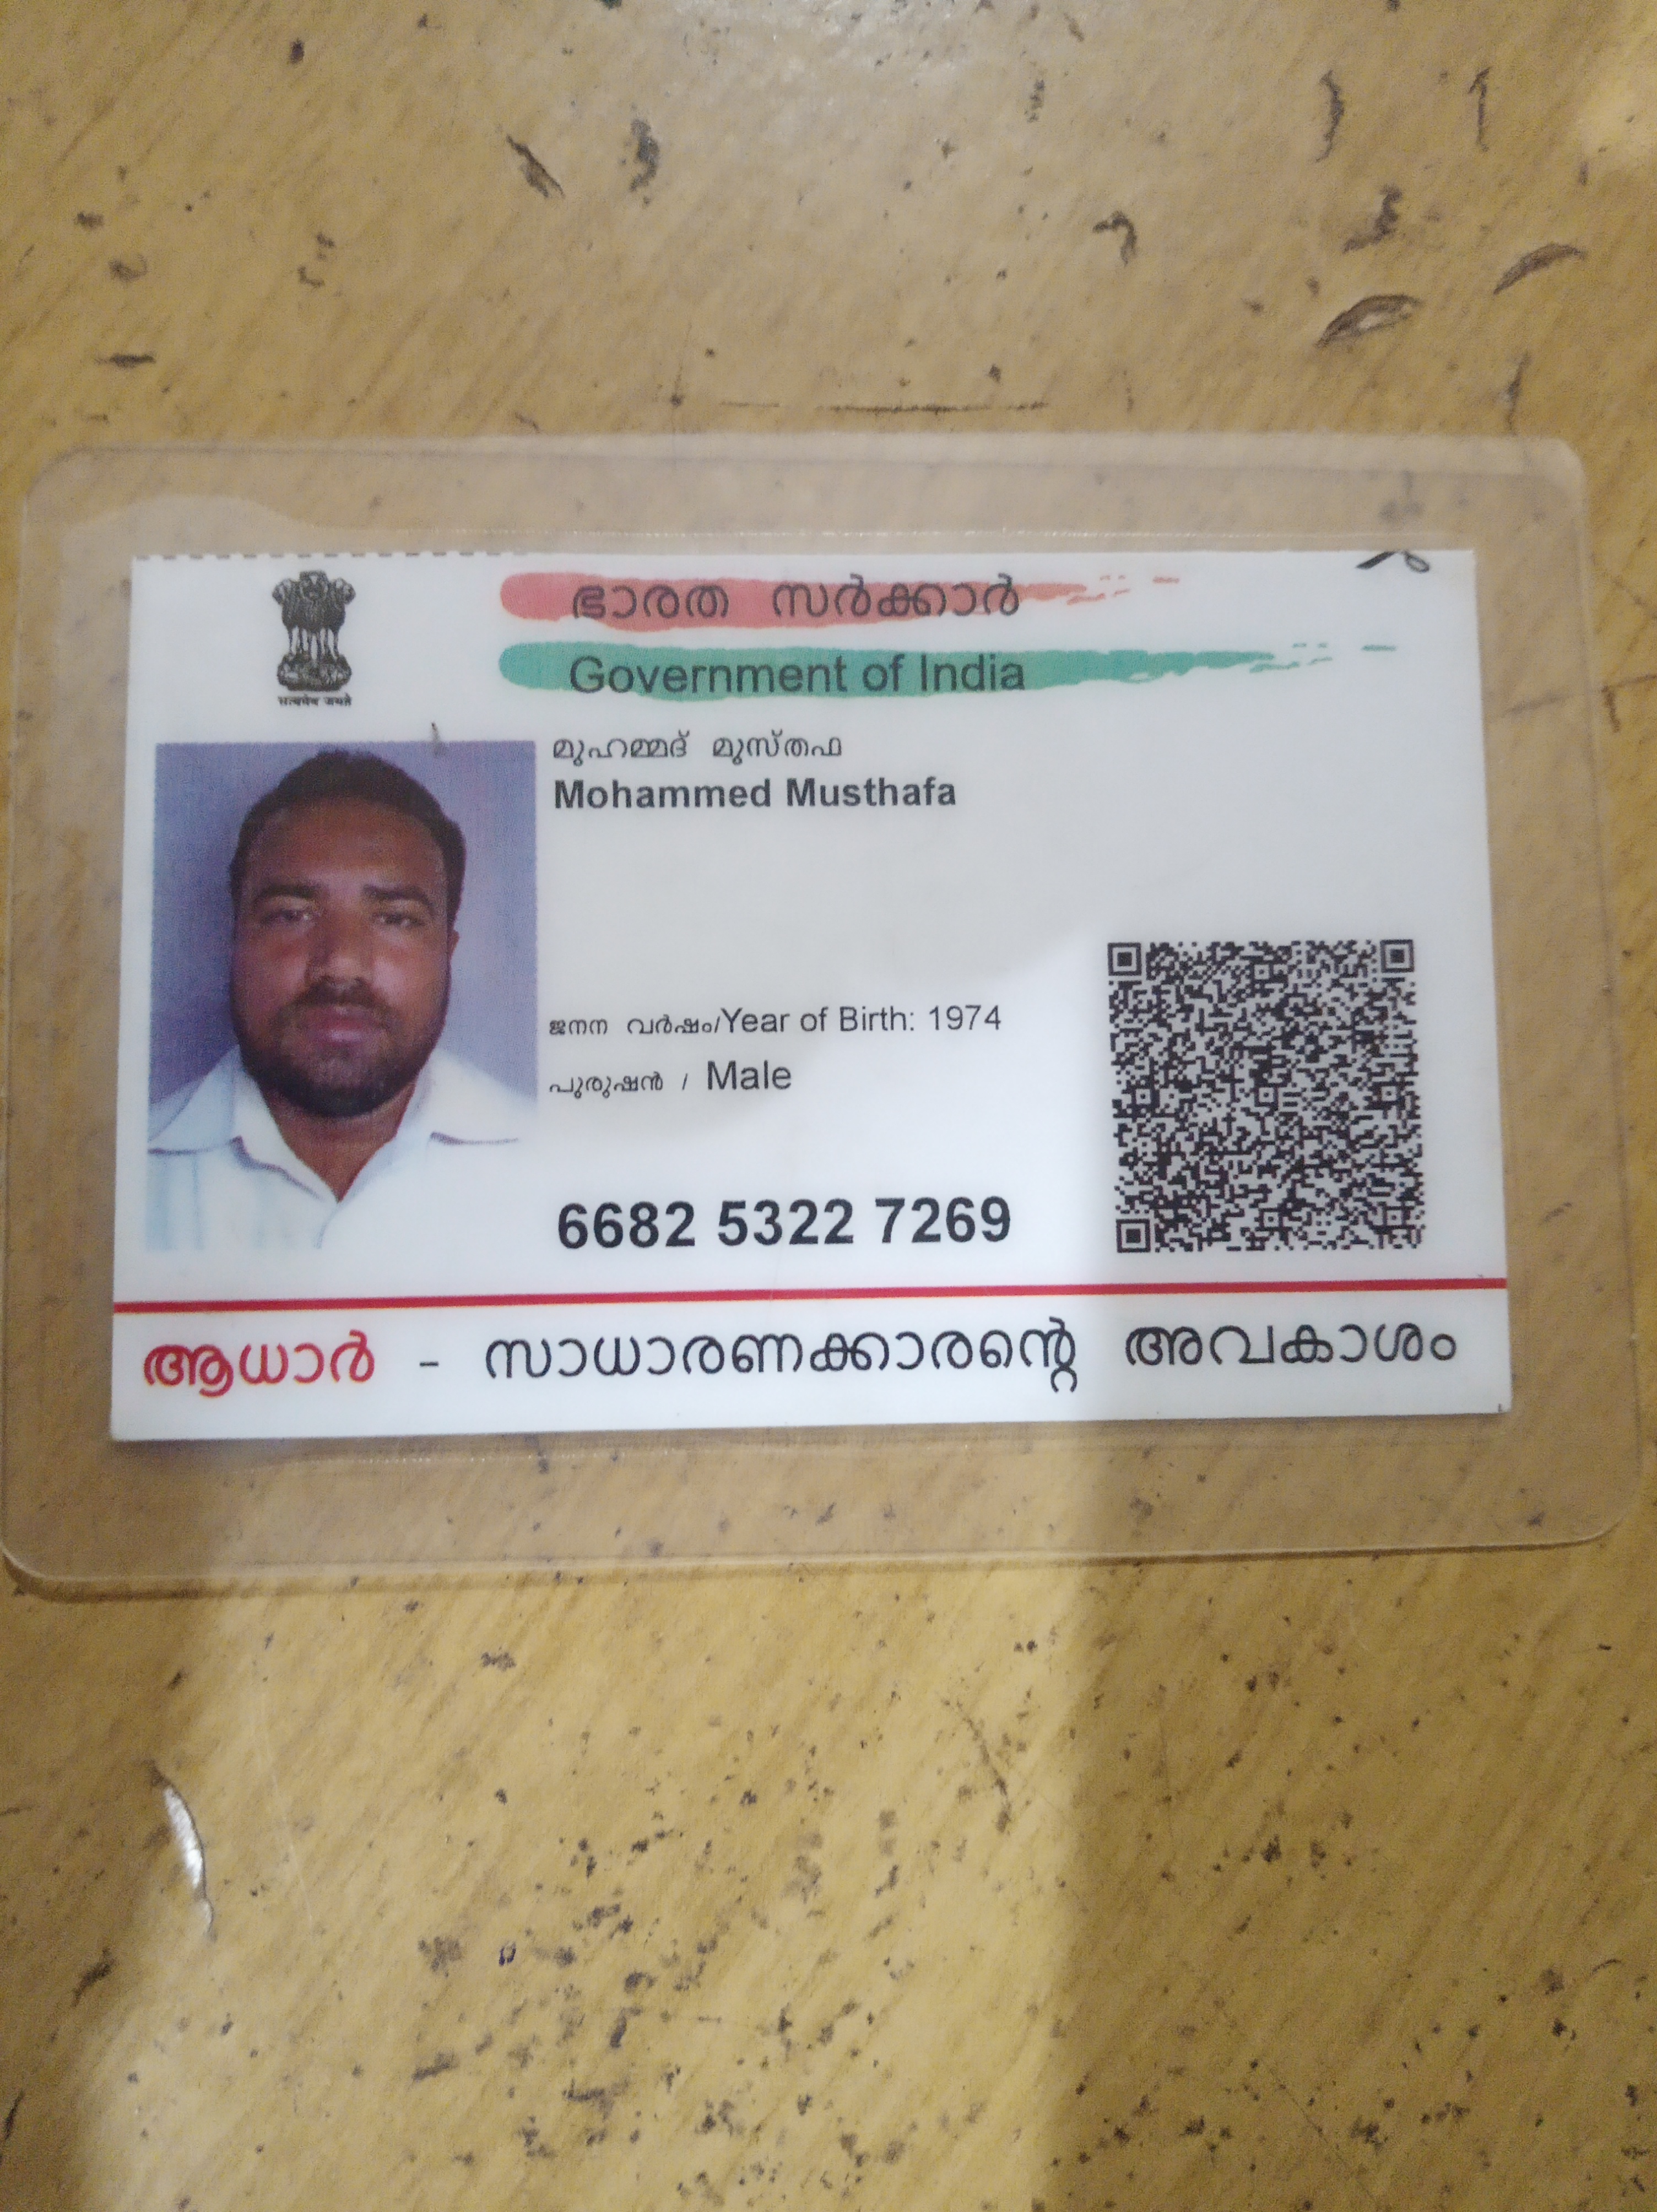 ഭാരത സർക്കാർ
Government of India
सत्यमेव जयते
മുഹമ്മദ് മുസ്തഫ
Mohammed Musthafa
ജനന വർഷം/Year of Birth: 1974
പുരുഷൻ / Male
6682 5322 7269
ആധാർ - സാധാരണക്കാരന്റെ അവകാശം